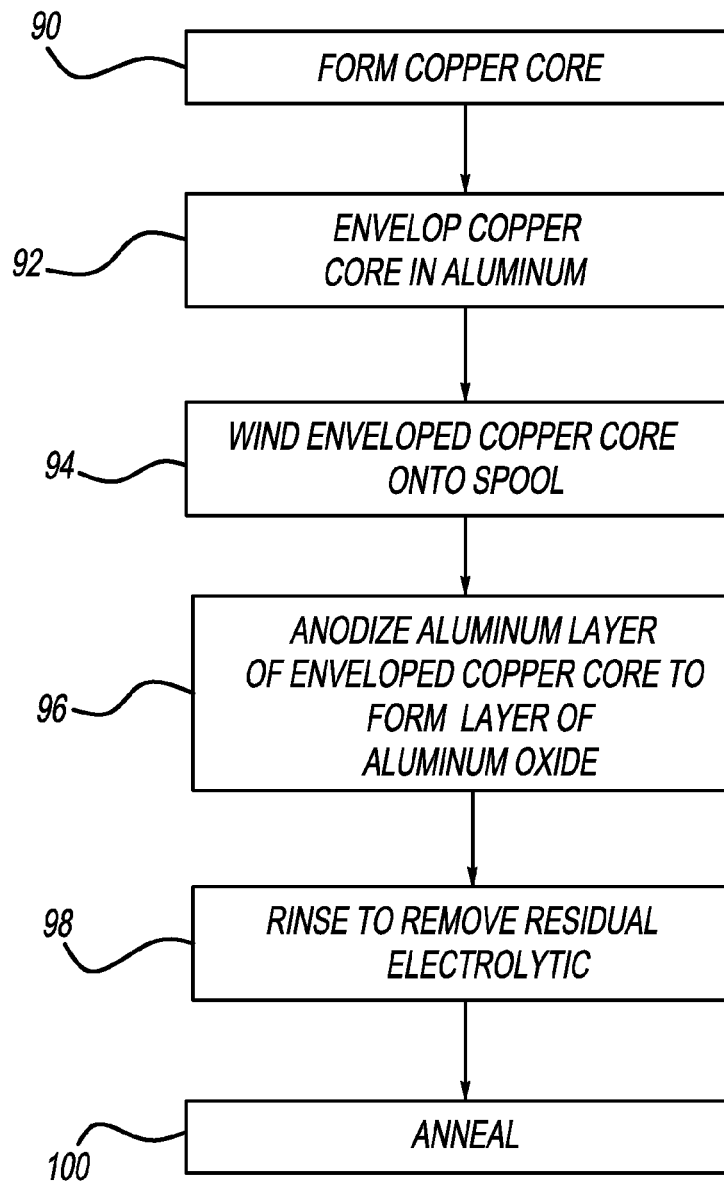 90
FORM COPPER CORE
92
ENVELOP COPPER
CORE IN ALUMINUM
94
WIND ENVELOPED COPPER CORE
ONTO SPOOL
96
ANODIZE ALUMINUM LAYER
OF ENVELOPED COPPER CORE TO
FORM LAYER OF
ALUMINUM OXIDE
98
RINSE TO REMOVE RESIDUAL
ELECTROLYTIC
100
ANNEAL